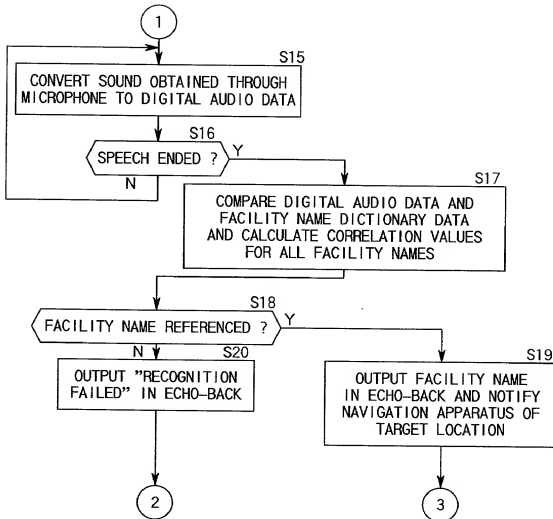 1
S15
CONVERT SOUND OBTAINED THROUGH
MICROPHONE TO DIGITAL AUDIO DATA
S16
SPEECH ENDED ?
Y
N
S17
COMPARE DIGITAL AUDIO DATA AND
FACILITY NAME DICTIONARY DATA
AND CALCULATE CORRELATION VALUES
FOR ALL FACILITY NAMES
S18
FACILITY NAME REFERENCED ?
Y
N
S20
OUTPUT "RECOGNITION
FAILED" IN ECHO-BACK
S19
OUTPUT FACILITY NAME
IN ECHO-BACK AND NOTIFY
NAVIGATION APPARATUS OF
TARGET LOCATION
2
3